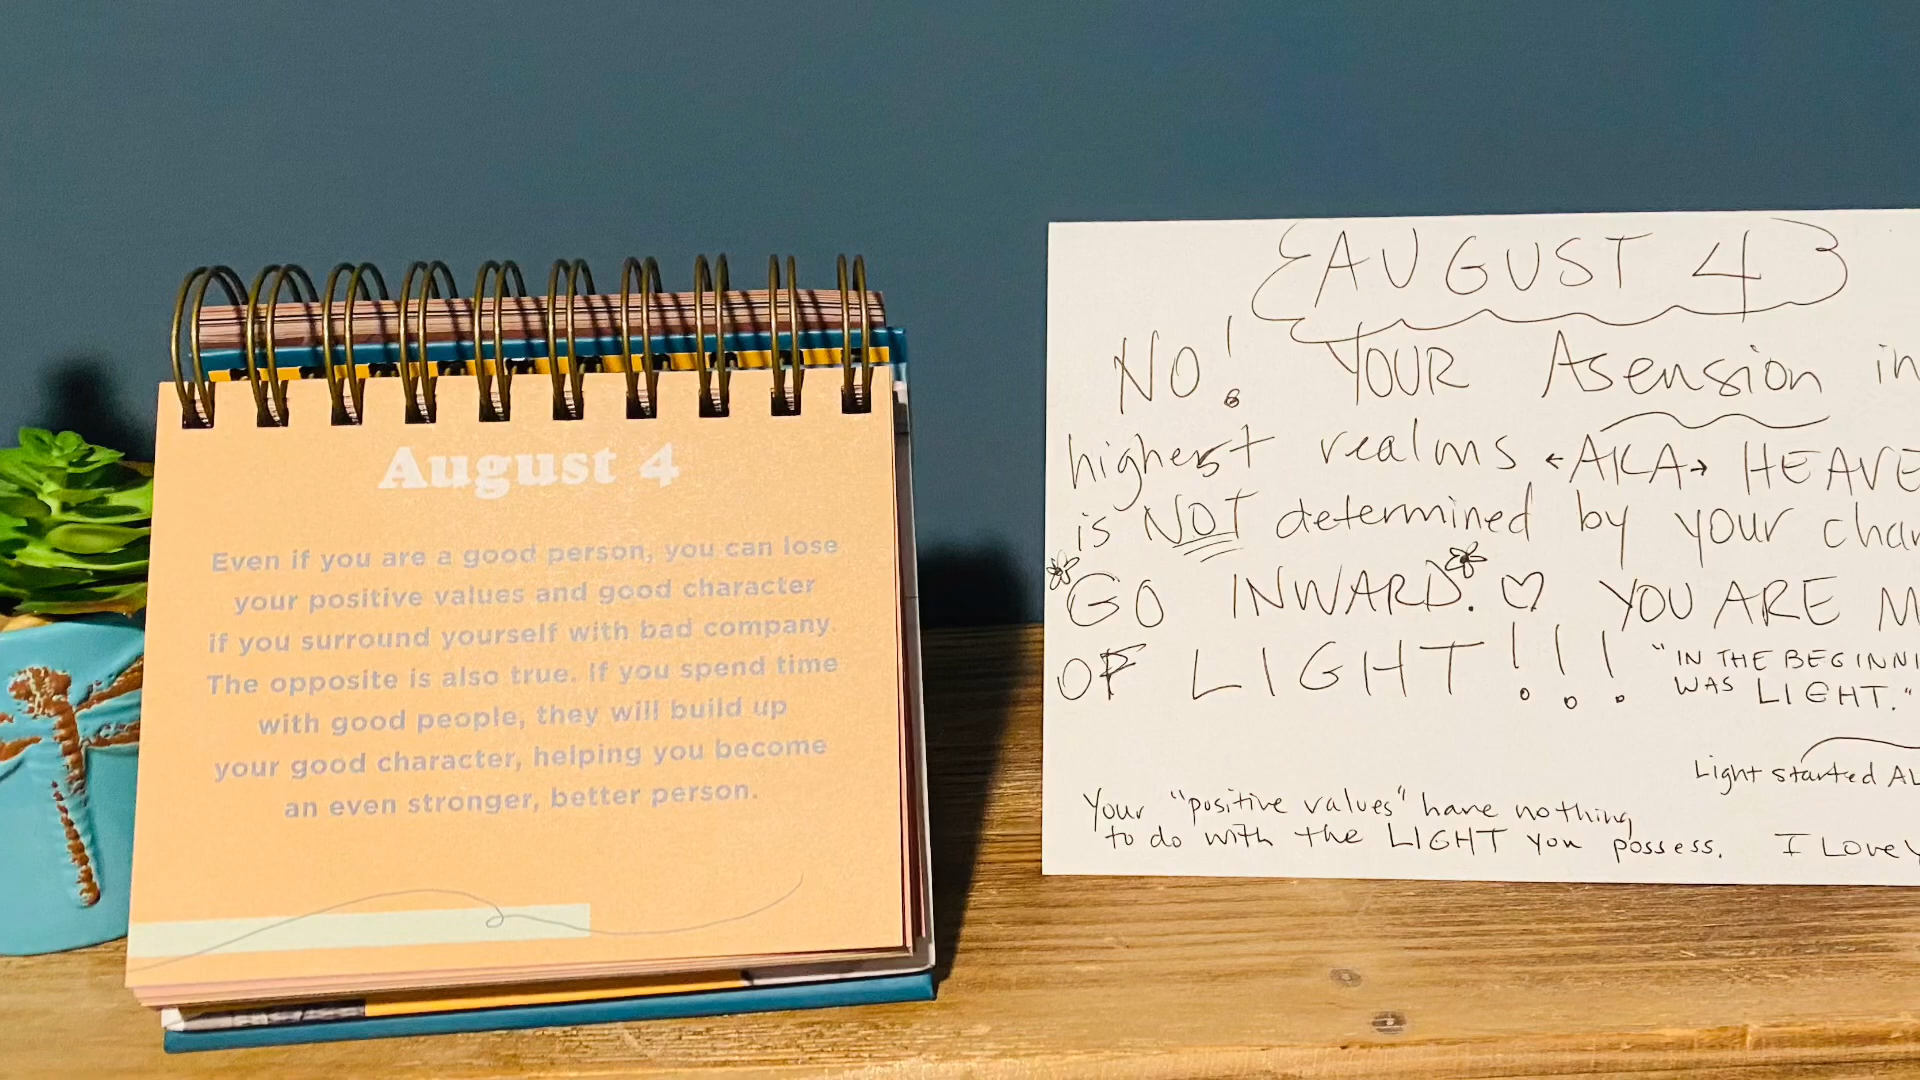 August 4
Even if you are a good person, you can lose
your positive values and good character
if you surround yourself with bad company.
The opposite is also true. If you spend time
with good people, they will build up
your good character, helping you become
an even stronger, better person.
AUGUST 4
NO! YOUR Asension in
highest realms ←AKA→ HEAVE
is NOT determined by your char
GO INWARD. ♡ YOU ARE M
OF LIGHT!!!
"IN THE BEGINNI
WAS LIGHT."
Light started AL
Your "positive values" have nothing
to do with the LIGHT you possess. I Love Y